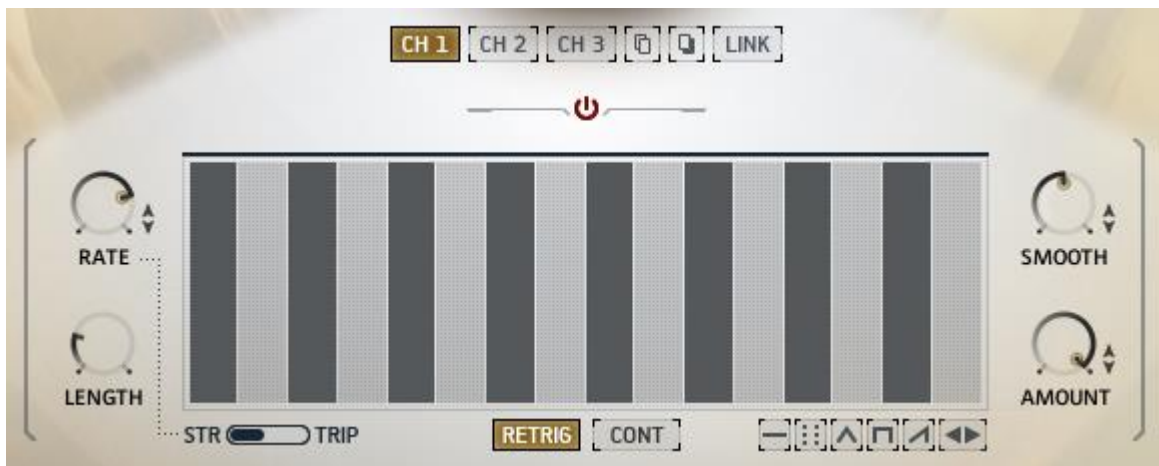 CH 1 CH 2 CH 3 LINK
RATE
SMOOTH
LENGTH
AMOUNT
STR TRIP
RETRIG CONT